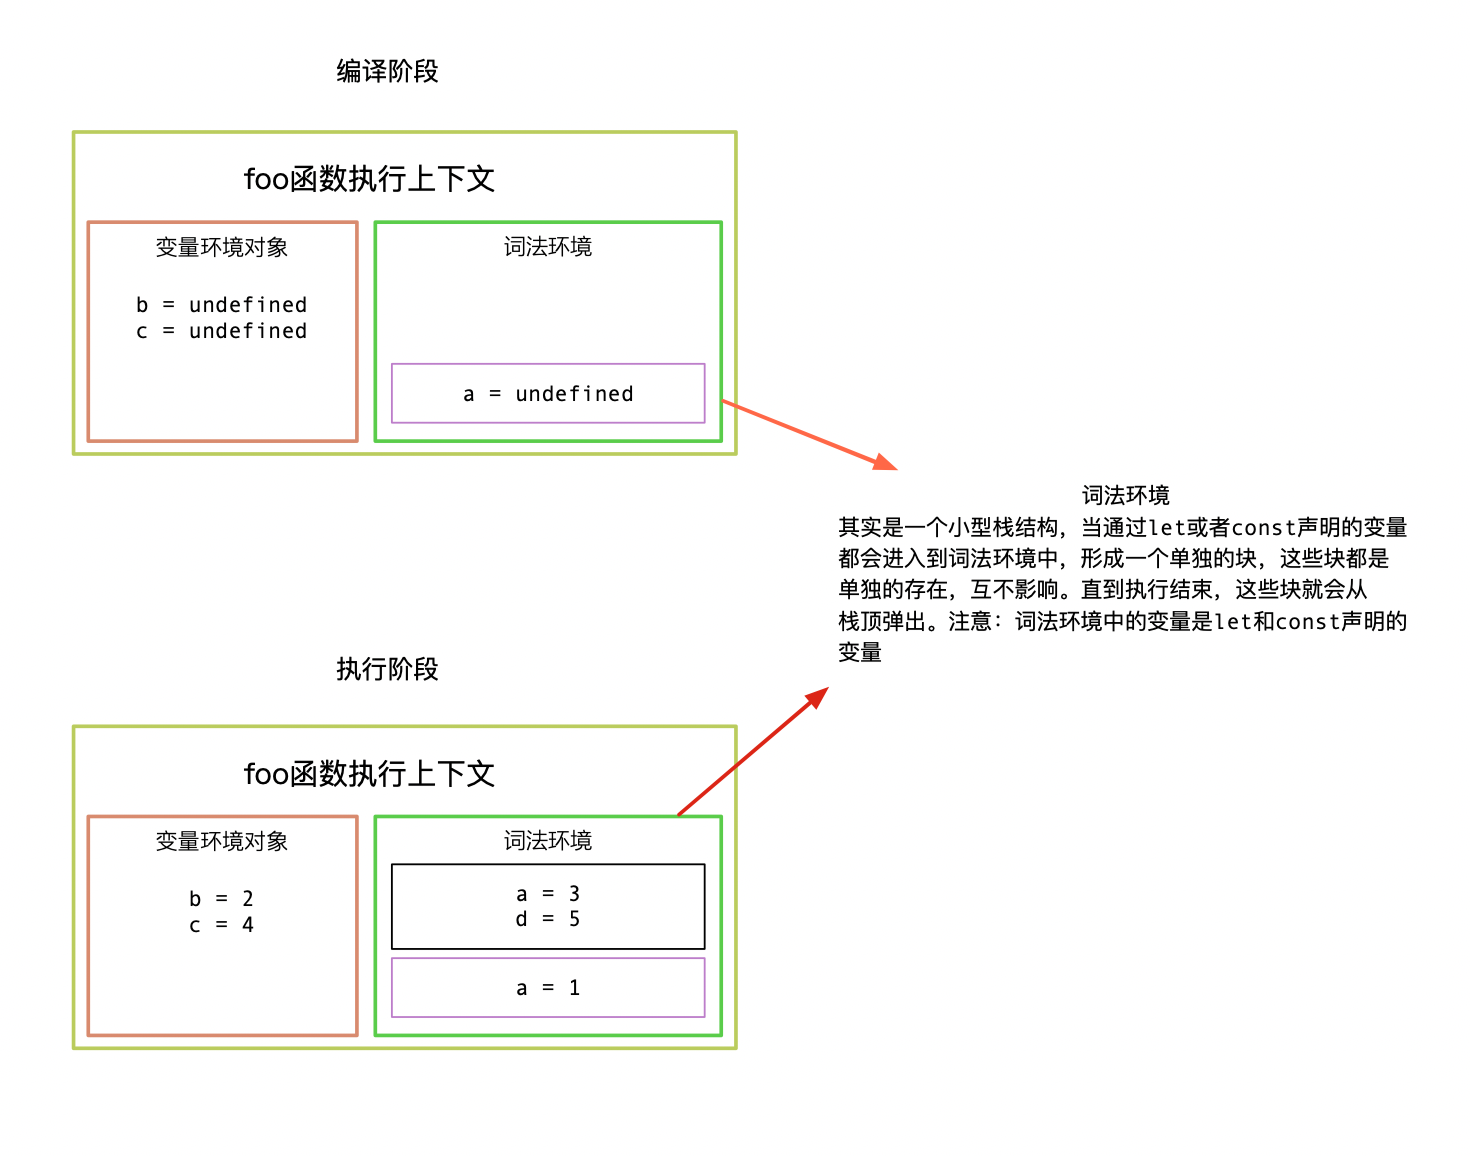 编译阶段
foo函数执行上下文
变量环境对象
b = undefined
c = undefined
词法环境
a = undefined
词法环境
其实是一个小型栈结构，当通过let或者const声明的变量
都会进入到词法环境中，形成一个单独的块，这些块都是
单独的存在，互不影响。直到执行结束，这些块就会从
栈顶弹出。注意：词法环境中的变量是let和const声明的
变量
执行阶段
foo函数执行上下文
变量环境对象
b = 2
c = 4
词法环境
a = 3
d = 5
a = 1